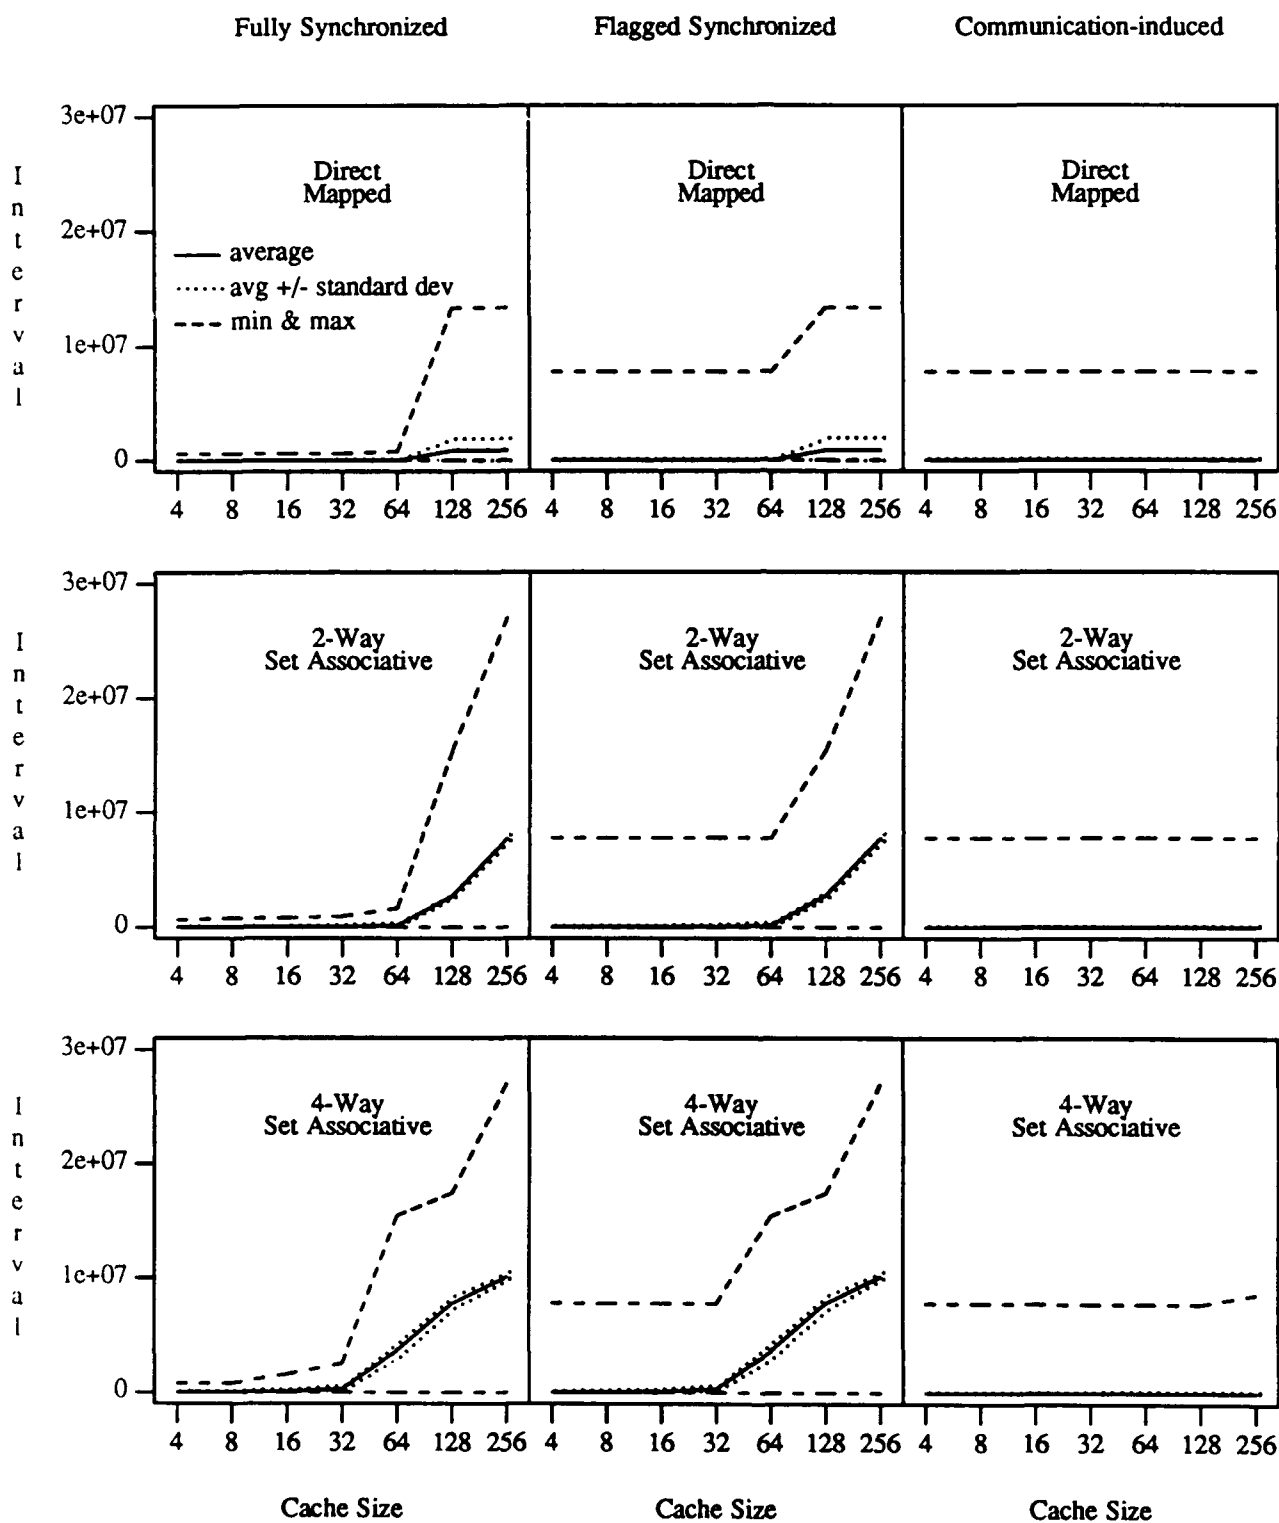 Fully Synchronized Flagged Synchronized Communication-induced
Interval
3e+07
2e+07
1e+07
0
Direct
Mapped
average
avg +/- standard dev
min & max
Direct
Mapped
Direct
Mapped
4 8 16 32 64 128 256 4 8 16 32 64 128 256 4 8 16 32 64 128 256
Interval
3e+07
2e+07
1e+07
0
2-Way
Set Associative
2-Way
Set Associative
2-Way
Set Associative
4 8 16 32 64 128 256 4 8 16 32 64 128 256 4 8 16 32 64 128 256
Interval
3e+07
2e+07
1e+07
0
4-Way
Set Associative
4-Way
Set Associative
4-Way
Set Associative
4 8 16 32 64 128 256 4 8 16 32 64 128 256 4 8 16 32 64 128 256
Cache Size Cache Size Cache Size